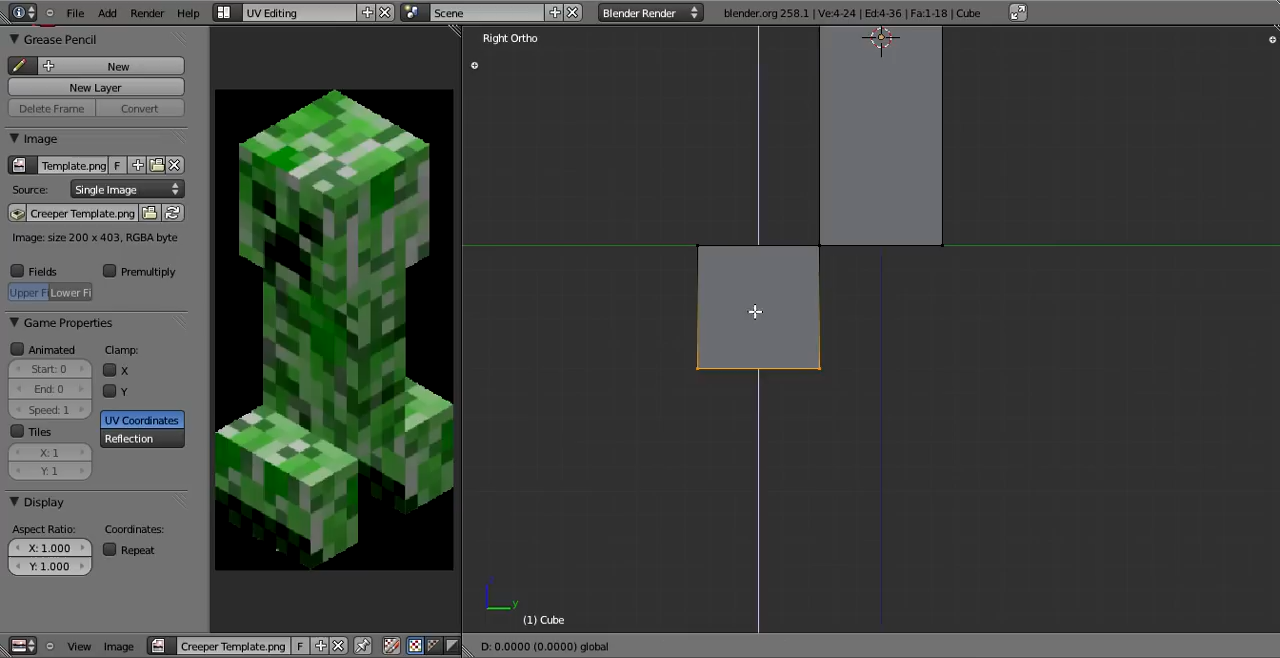 File Add Render Help UV Editing Scene Blender Render blender.org 258.1 | Ve:4-24 | Ed:4-36 | Fa:1-18 | Cube
Grease Pencil
New
New Layer
Delete Frame Convert
Image
Template.png F
Source: Single Image
Creeper Template.png
Image: size 200 x 403, RGBA byte
Fields Premultiply
Upper Fi Lower Fi
Game Properties
Animated Clamp:
Start: 0 X
End: 0 Y
Speed: 1
UV Coordinates
Tiles Reflection
X: 1
Y: 1
Display
Aspect Ratio: Coordinates:
X: 1.000 Repeat
Y: 1.000
View Image Creeper Template.png F
Right Ortho
z
y
(1) Cube
D: 0.0000 (0.0000) global